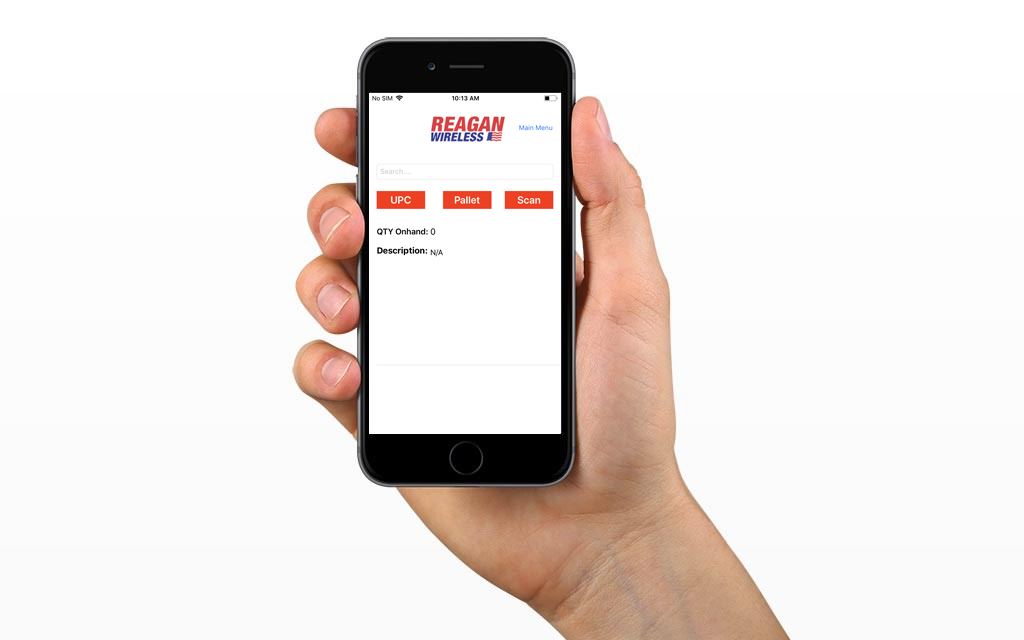 No SIM 10:13 AM
REAGAN
WIRELESS
Main Menu
Search...
UPC Pallet Scan
QTY Onhand: 0
Description: N/A